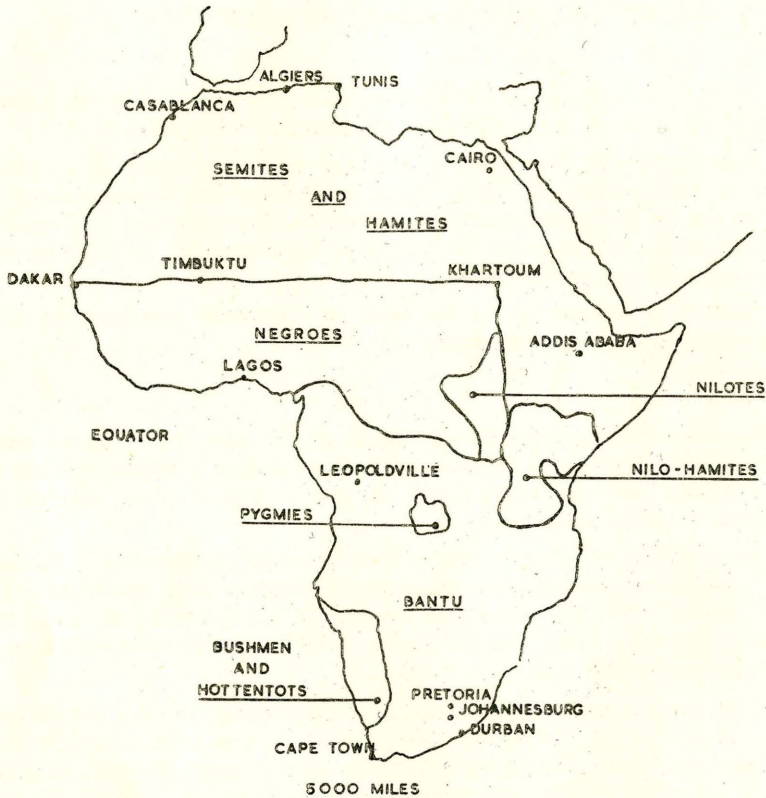 ALGIERS
TUNIS
CASABLANCA
CAIRO
SEMITES
AND
HAMITES
DAKAR
TIMBUKTU
KHARTOUM
NEGROES
ADDIS ABABA
LAGOS
NILOTES
EQUATOR
LEOPOLDVILLE
NILO-HAMITES
PYGMIES
BANTU
BUSHMEN
AND
HOTTENTOTS
PRETORIA
JOHANNESBURG
DURBAN
CAPE TOWN
5000 MILES